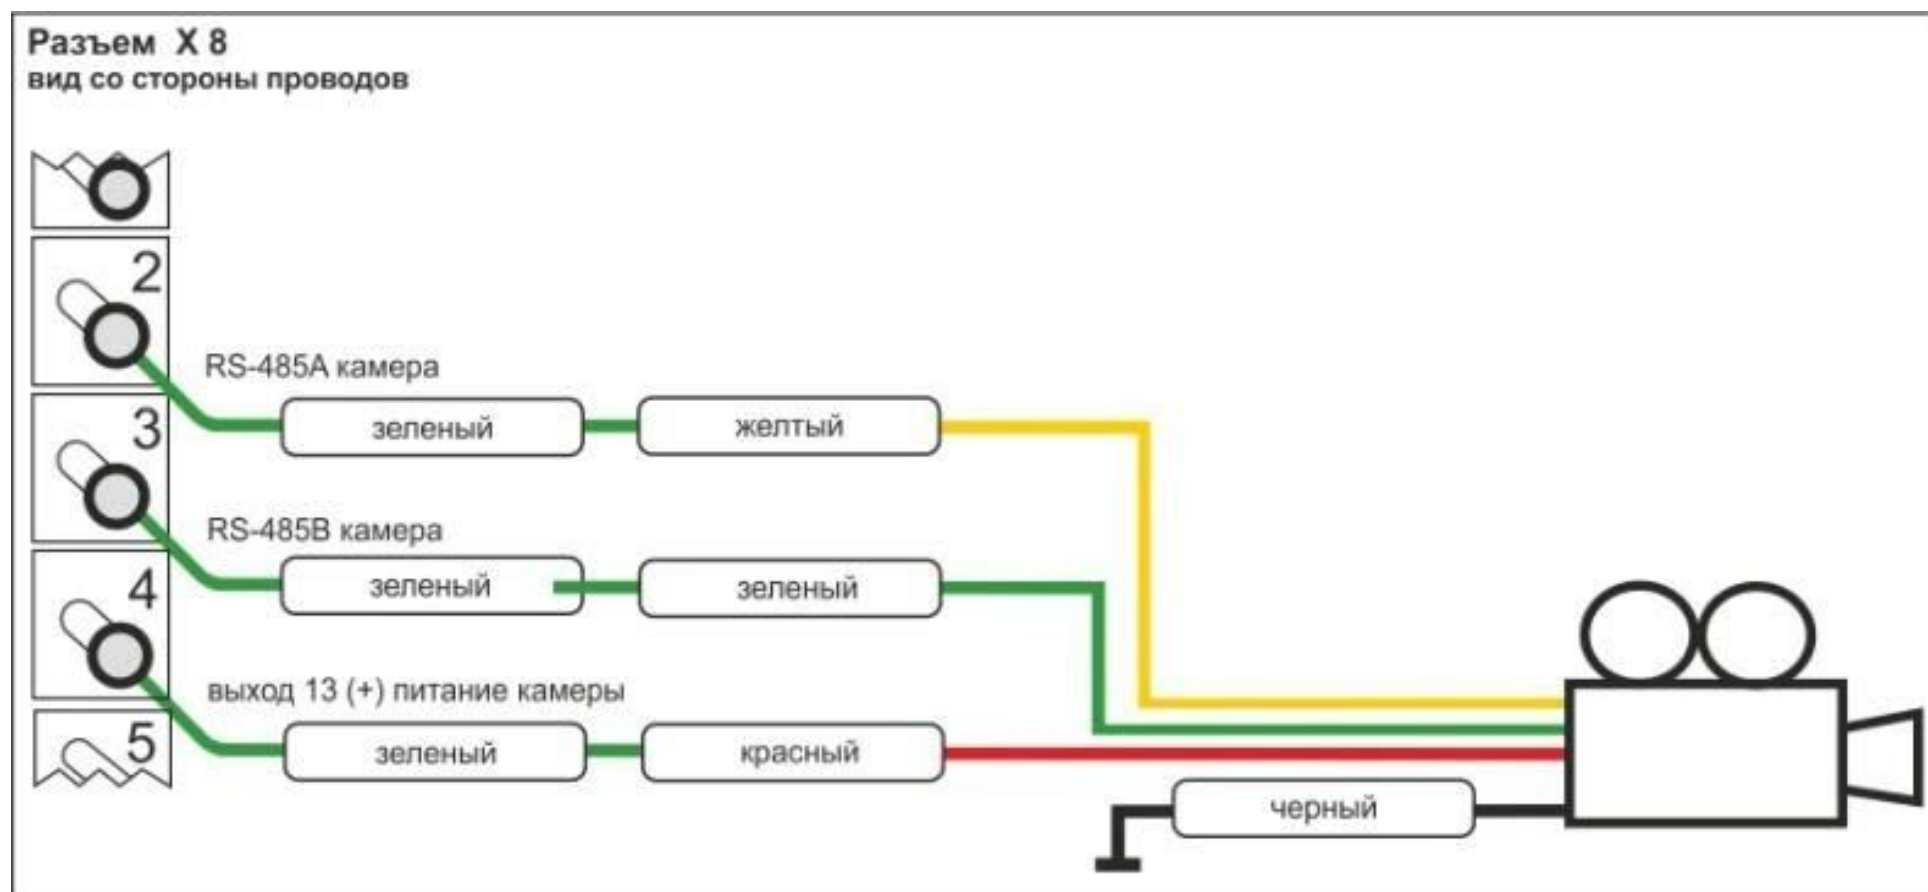 Разъем X 8
вид со стороны проводов
2
RS-485A камера
зеленый
желтый
3
RS-485B камера
зеленый
зеленый
4
выход 13 (+) питание камеры
зеленый
красный
5
черный